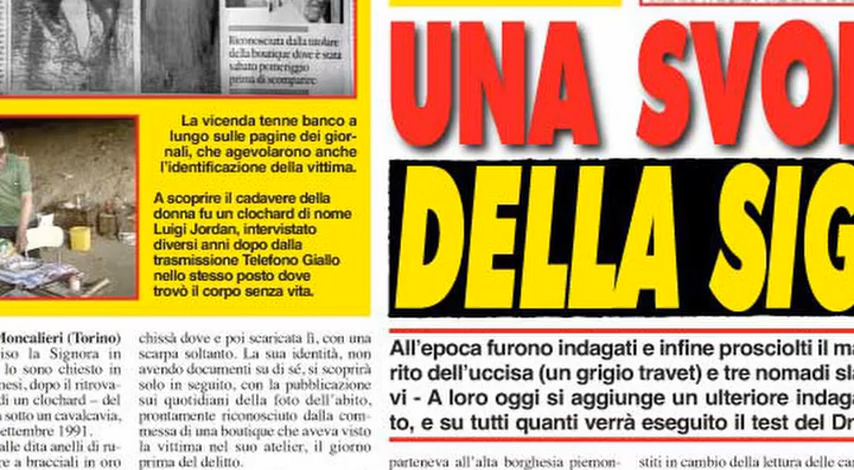 Riconosciuta dalla titolare
della boutique dove è stata
sabato pomeriggio
prima di scomparire
La vicenda tenne banco a
lungo sulle pagine dei gior-
nali, che agevolarono anche
l'identificazione della vittima.
A scoprire il cadavere della
donna fu un clochard di nome
Luigi Jordan, intervistato
diversi anni dopo dalla
trasmissione Telefono Giallo
nello stesso posto dove
trovò il corpo senza vita.
Moncalieri (Torino)
iso la Signora in
lo sono chiesto in
nesi, dopo il ritrova-
di un clochard – del
sotto un cavalcavia,
settembre 1991.
alle dita anelli di ru-
e a bracciali in oro
chissà dove e poi scaricata lì, con una
scarpa soltanto. La sua identità, non
avendo documenti su di sé, si scoprirà
solo in seguito, con la pubblicazione
sui quotidiani della foto dell'abito,
prontamente riconosciuto dalla com-
messa di una boutique che aveva visto
la vittima nel suo atelier, il giorno
prima del delitto.
UNA SVO
DELLA SIG
All'epoca furono indagati e infine prosciolti il ma
rito dell'uccisa (un grigio travet) e tre nomadi sla
vi - A loro oggi si aggiunge un ulteriore indag
to, e su tutti quanti verrà eseguito il test del Dn
parteneva all'alta borghesia piemon-
stiti in cambio della lettura delle car